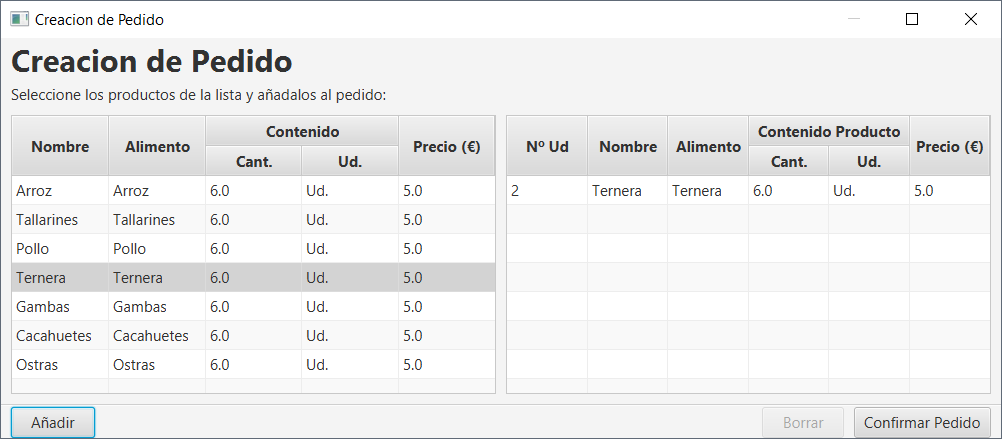 Creacion de Pedido
Creacion de Pedido
Seleccione los productos de la lista y añadalos al pedido:
Nombre Alimento Contenido Precio (€)
Cant. Ud.
Arroz Arroz 6.0 Ud. 5.0
Tallarines Tallarines 6.0 Ud. 5.0
Pollo Pollo 6.0 Ud. 5.0
Ternera Ternera 6.0 Ud. 5.0
Gambas Gambas 6.0 Ud. 5.0
Cacahuetes Cacahuetes 6.0 Ud. 5.0
Ostras Ostras 6.0 Ud. 5.0
Nº Ud Nombre Alimento Contenido Producto Precio (€)
Cant. Ud.
2 Ternera Ternera 6.0 Ud. 5.0
Añadir Borrar Confirmar Pedido